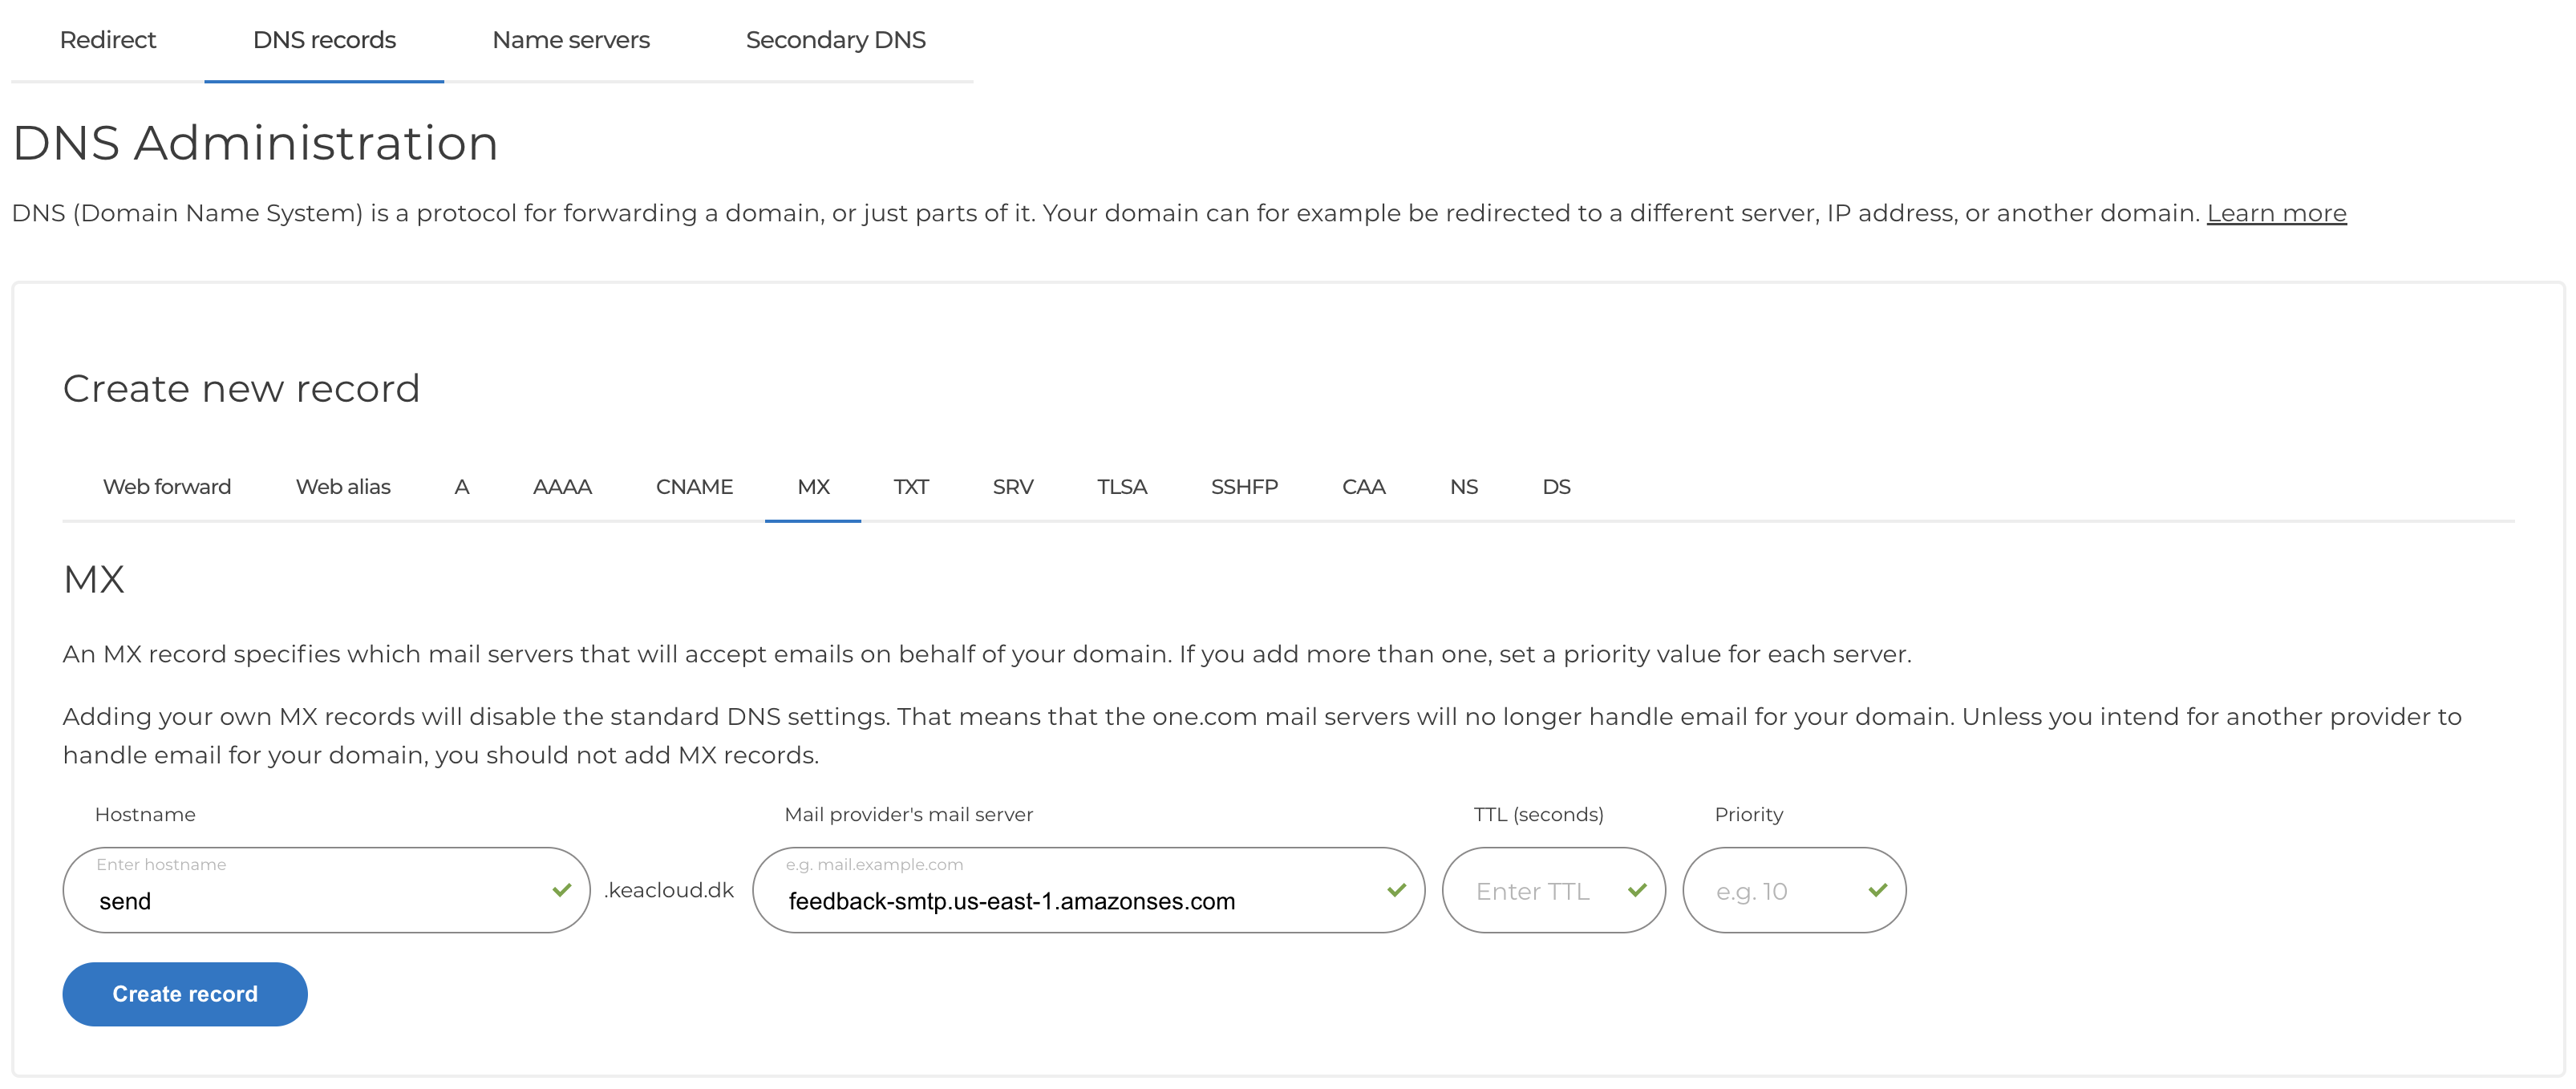 Redirect DNS records Name servers Secondary DNS
DNS Administration
DNS (Domain Name System) is a protocol for forwarding a domain, or just parts of it. Your domain can for example be redirected to a different server, IP address, or another domain. Learn more
Create new record
Web forward Web alias A AAAA CNAME MX TXT SRV TLSA SSHFP CAA NS DS
MX
An MX record specifies which mail servers that will accept emails on behalf of your domain. If you add more than one, set a priority value for each server.
Adding your own MX records will disable the standard DNS settings. That means that the one.com mail servers will no longer handle email for your domain. Unless you intend for another provider to
handle email for your domain, you should not add MX records.
Hostname Mail provider's mail server TTL (seconds) Priority
Enter hostname e.g. mail.example.com
send .keacloud.dk feedback-smtp.us-east-1.amazonses.com Enter TTL e.g. 10
Create record